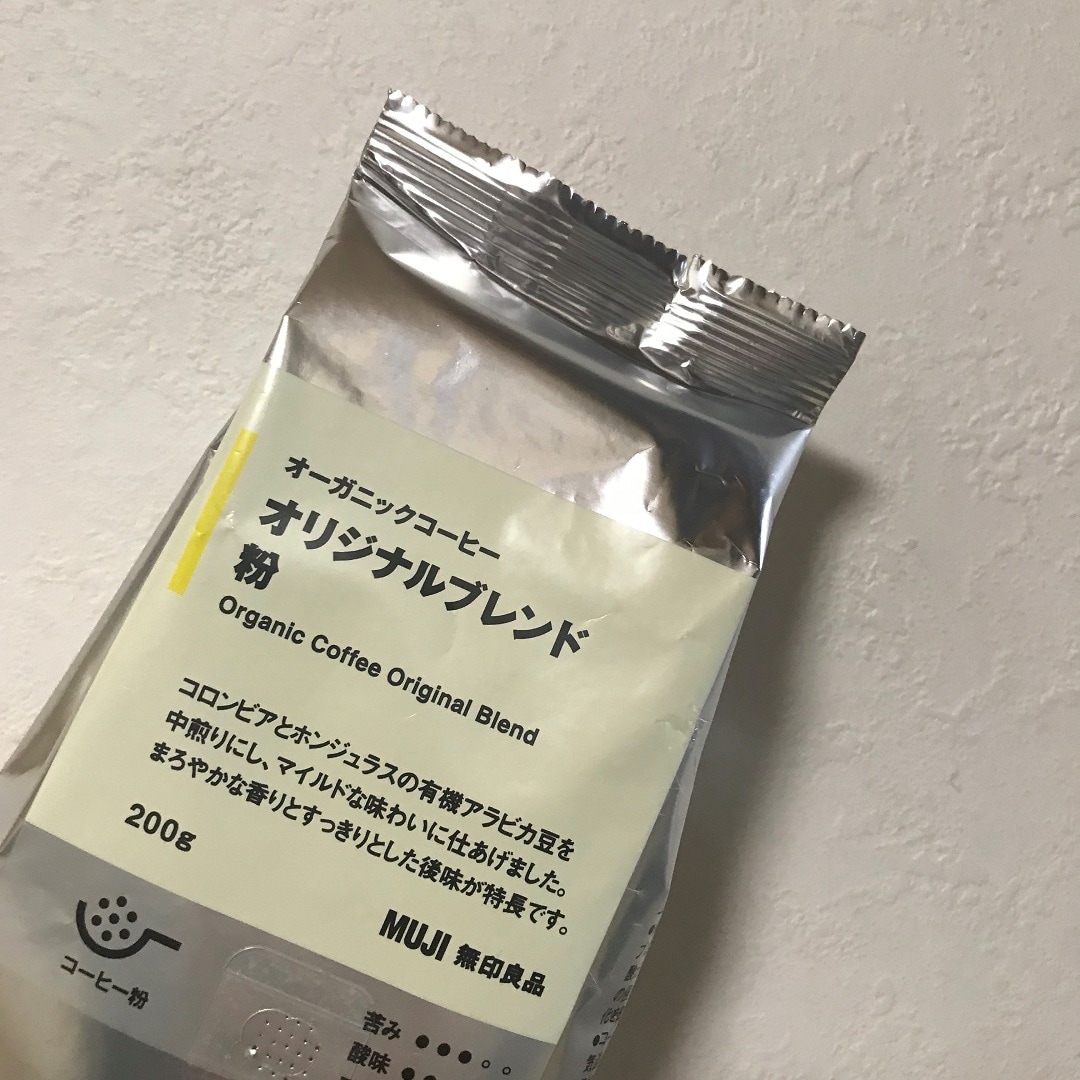 オーガニックコーヒー
オリジナルブレンド
粉
Organic Coffee Original Blend
コロンビアとホンジュラスの有機アラビカ豆を
中煎りにし、マイルドな味わいに仕あげました。
まろやかな香りとすっきりとした後味が特長です。
200g
MUJI 無印良品
コーヒー粉
苦み ●●●○○
酸味 ●●